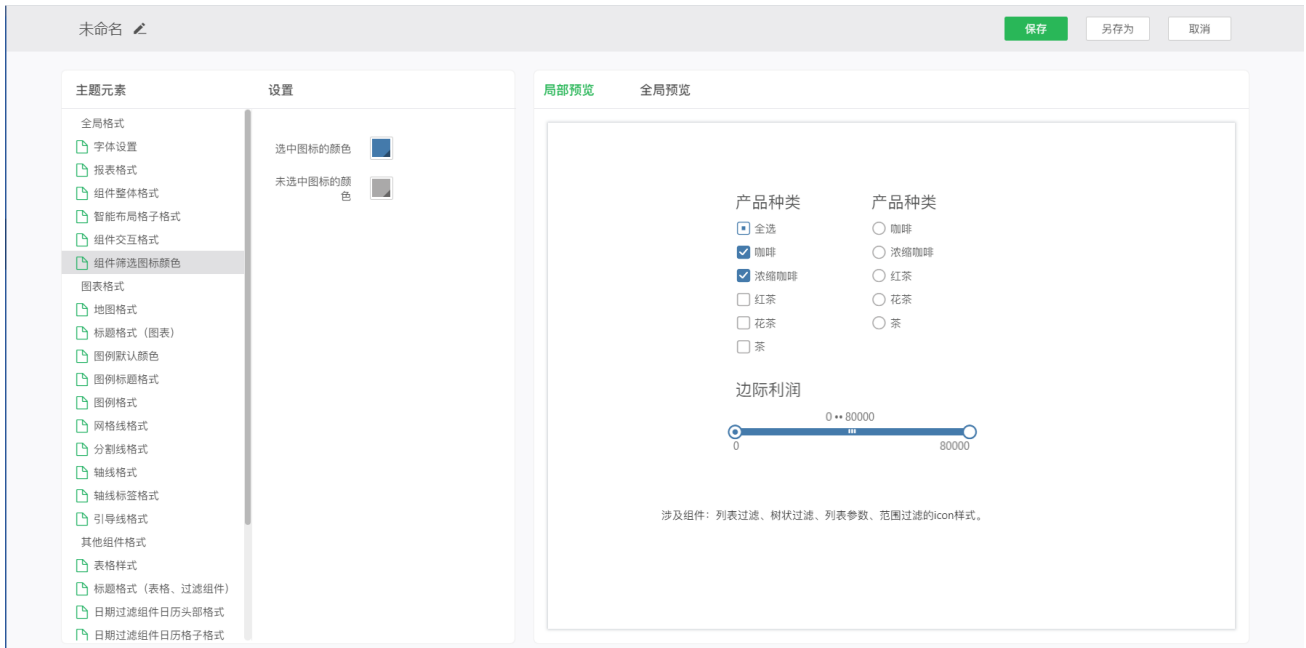 未命名
保存 另存为 取消
主题元素
设置
全局格式
字体设置
报表格式
组件整体格式
智能布局格子格式
组件交互格式
组件筛选图标颜色
图表格式
地图格式
标题格式（图表）
图例默认颜色
图例标题格式
图例格式
网格线格式
分割线格式
轴线格式
轴线标签格式
引导线格式
其他组件格式
表格样式
标题格式（表格、过滤组件）
日期过滤组件日历头部格式
日期过滤组件日历格子格式
选中图标的颜色
未选中图标的颜
色
局部预览 全局预览
产品种类
全选
咖啡
浓缩咖啡
红茶
花茶
茶
产品种类
咖啡
浓缩咖啡
红茶
花茶
茶
边际利润
0 •• 80000
0 80000
涉及组件：列表过滤、树状过滤、列表参数、范围过滤的icon样式。